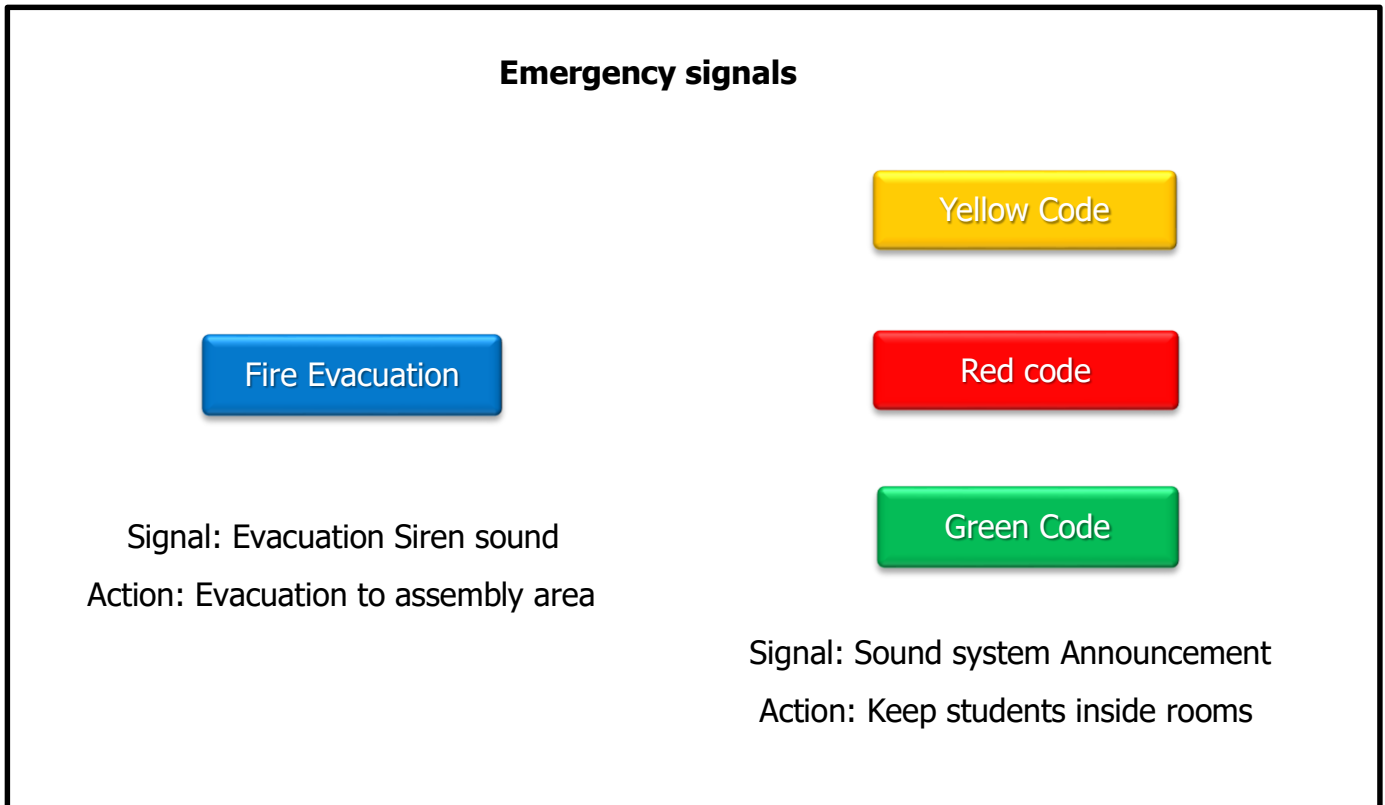 Emergency signals
Fire Evacuation
Signal: Evacuation Siren sound
Action: Evacuation to assembly area
Yellow Code
Red code
Green Code
Signal: Sound system Announcement
Action: Keep students inside rooms